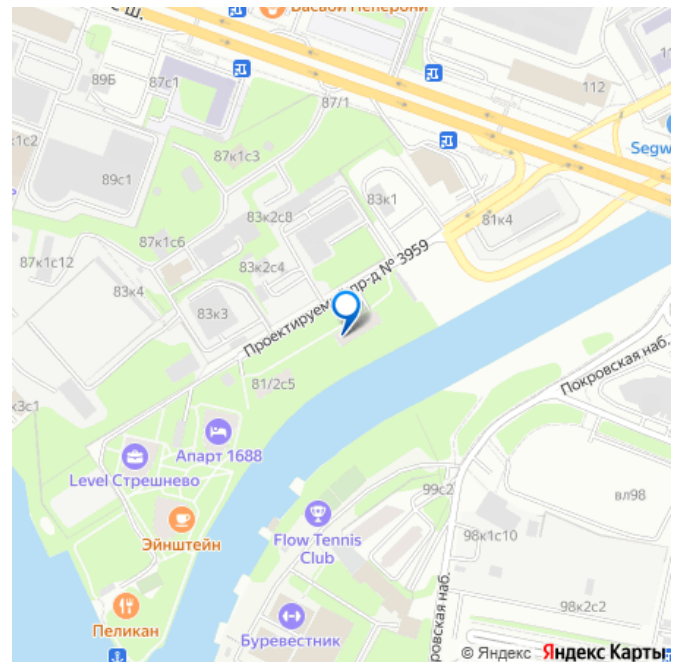 Васаби Пеперони
Ш.
89Б
87с1
112
87/1
к1с2
87к1с3
Segw
89с1
83к1
83к2с8
81к4
87к1с6
87к1с12
83к2с4
83к4
83к3
Проектируемый пр-д № 3959
81/2с5
Покровская наб.
к3с1
Апарт 1688
Level Стрешнево
99с2
вл98
Flow Tennis
Club
98к1с10
Эйнштейн
98к2с2
Пеликан
Буревестник
ровская наб.
© Яндекс Яндекс Карты